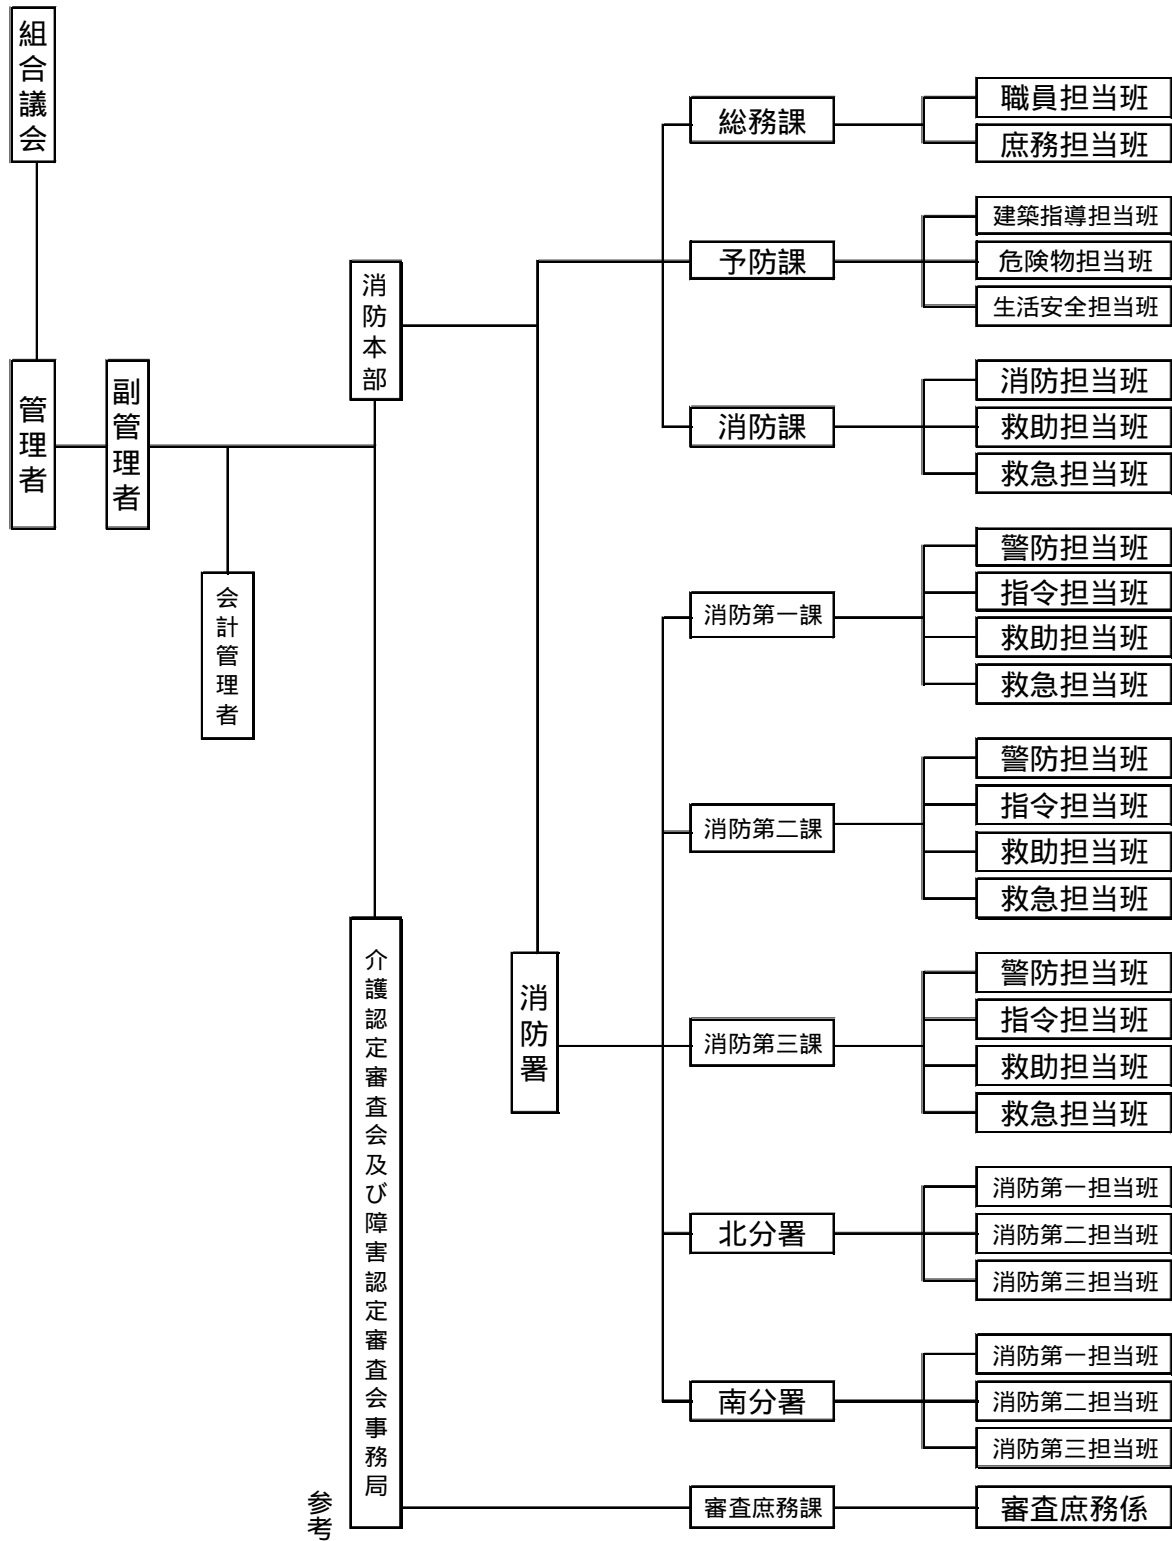 組合議会
管理者
副管理者
会計管理者
消防本部
総務課
職員担当班
庶務担当班
予防課
建築指導担当班
危険物担当班
生活安全担当班
消防課
消防担当班
救助担当班
救急担当班
消防署
消防第一課
警防担当班
指令担当班
救助担当班
救急担当班
消防第二課
警防担当班
指令担当班
救助担当班
救急担当班
消防第三課
警防担当班
指令担当班
救助担当班
救急担当班
北分署
消防第一担当班
消防第二担当班
消防第三担当班
南分署
消防第一担当班
消防第二担当班
消防第三担当班
参考
介護認定審査会及び障害認定審査会事務局
審査庶務課
審査庶務係